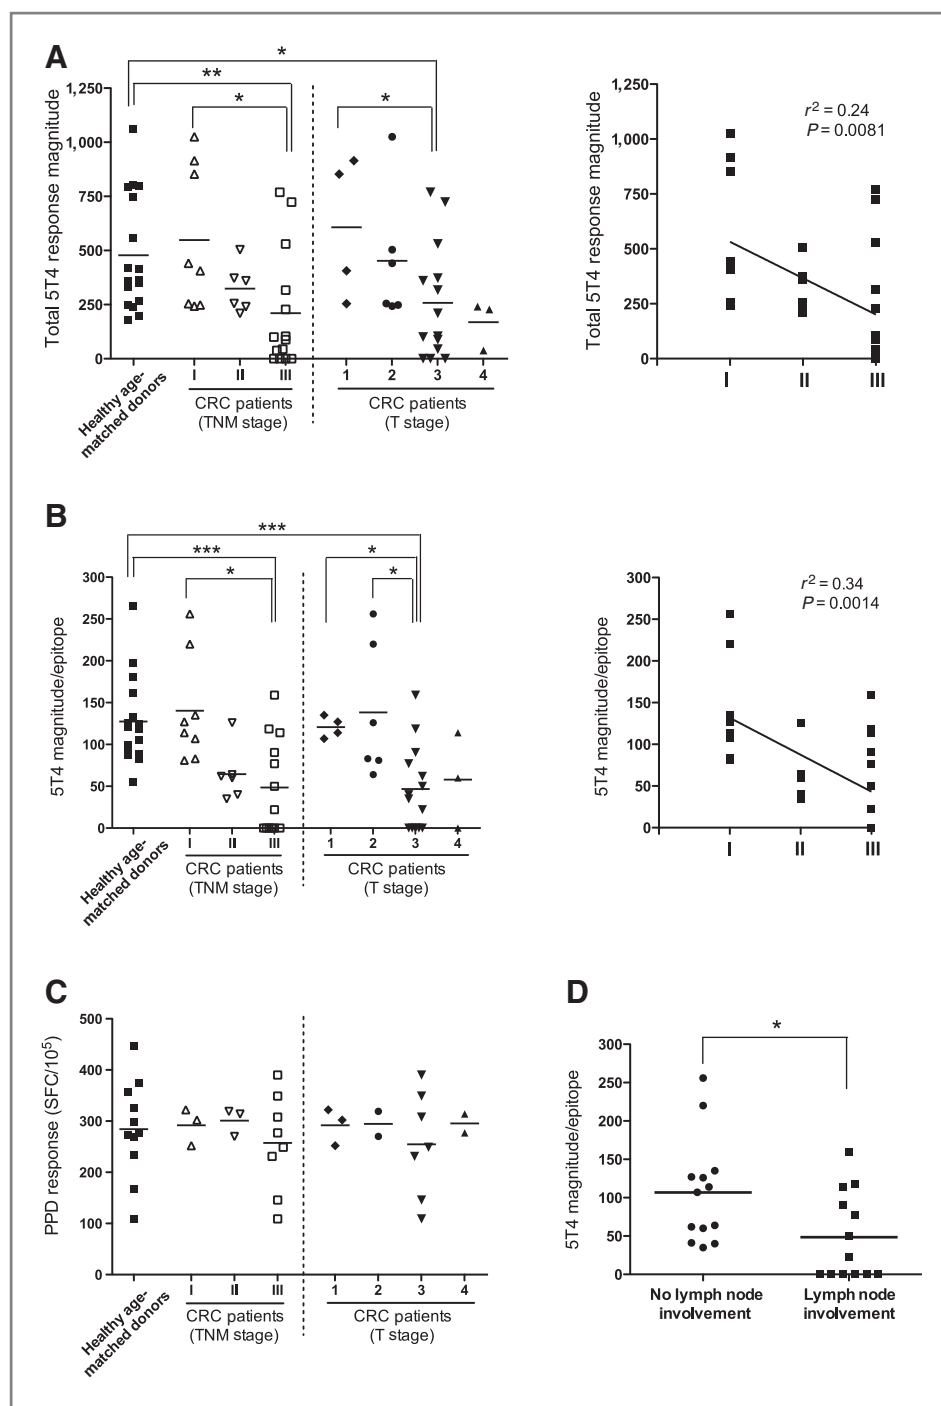 A
*
**
*
*
Total 5T4 response magnitude
1,250
1,000
750
500
250
0
Healthy age-
matched donors
I II III
CRC patients
(TNM stage)
1 2 3 4
CRC patients
(T stage)
Total 5T4 response magnitude
1,250
1,000
750
500
250
0
r² = 0.24
P = 0.0081
I II III
B
***
***
*
*
*
5T4 magnitude/epitope
300
250
200
150
100
50
0
Healthy age-
matched donors
I II III
CRC patients
(TNM stage)
1 2 3 4
CRC patients
(T stage)
5T4 magnitude/epitope
300
250
200
150
100
50
0
r² = 0.34
P = 0.0014
I II III
C
PPD response (SFC/10⁵)
500
400
300
200
100
0
Healthy age-
matched donors
I II III
CRC patients
(TNM stage)
1 2 3 4
CRC patients
(T stage)
D
*
5T4 magnitude/epitope
300
250
200
150
100
50
0
No lymph node
involvement
Lymph node
involvement